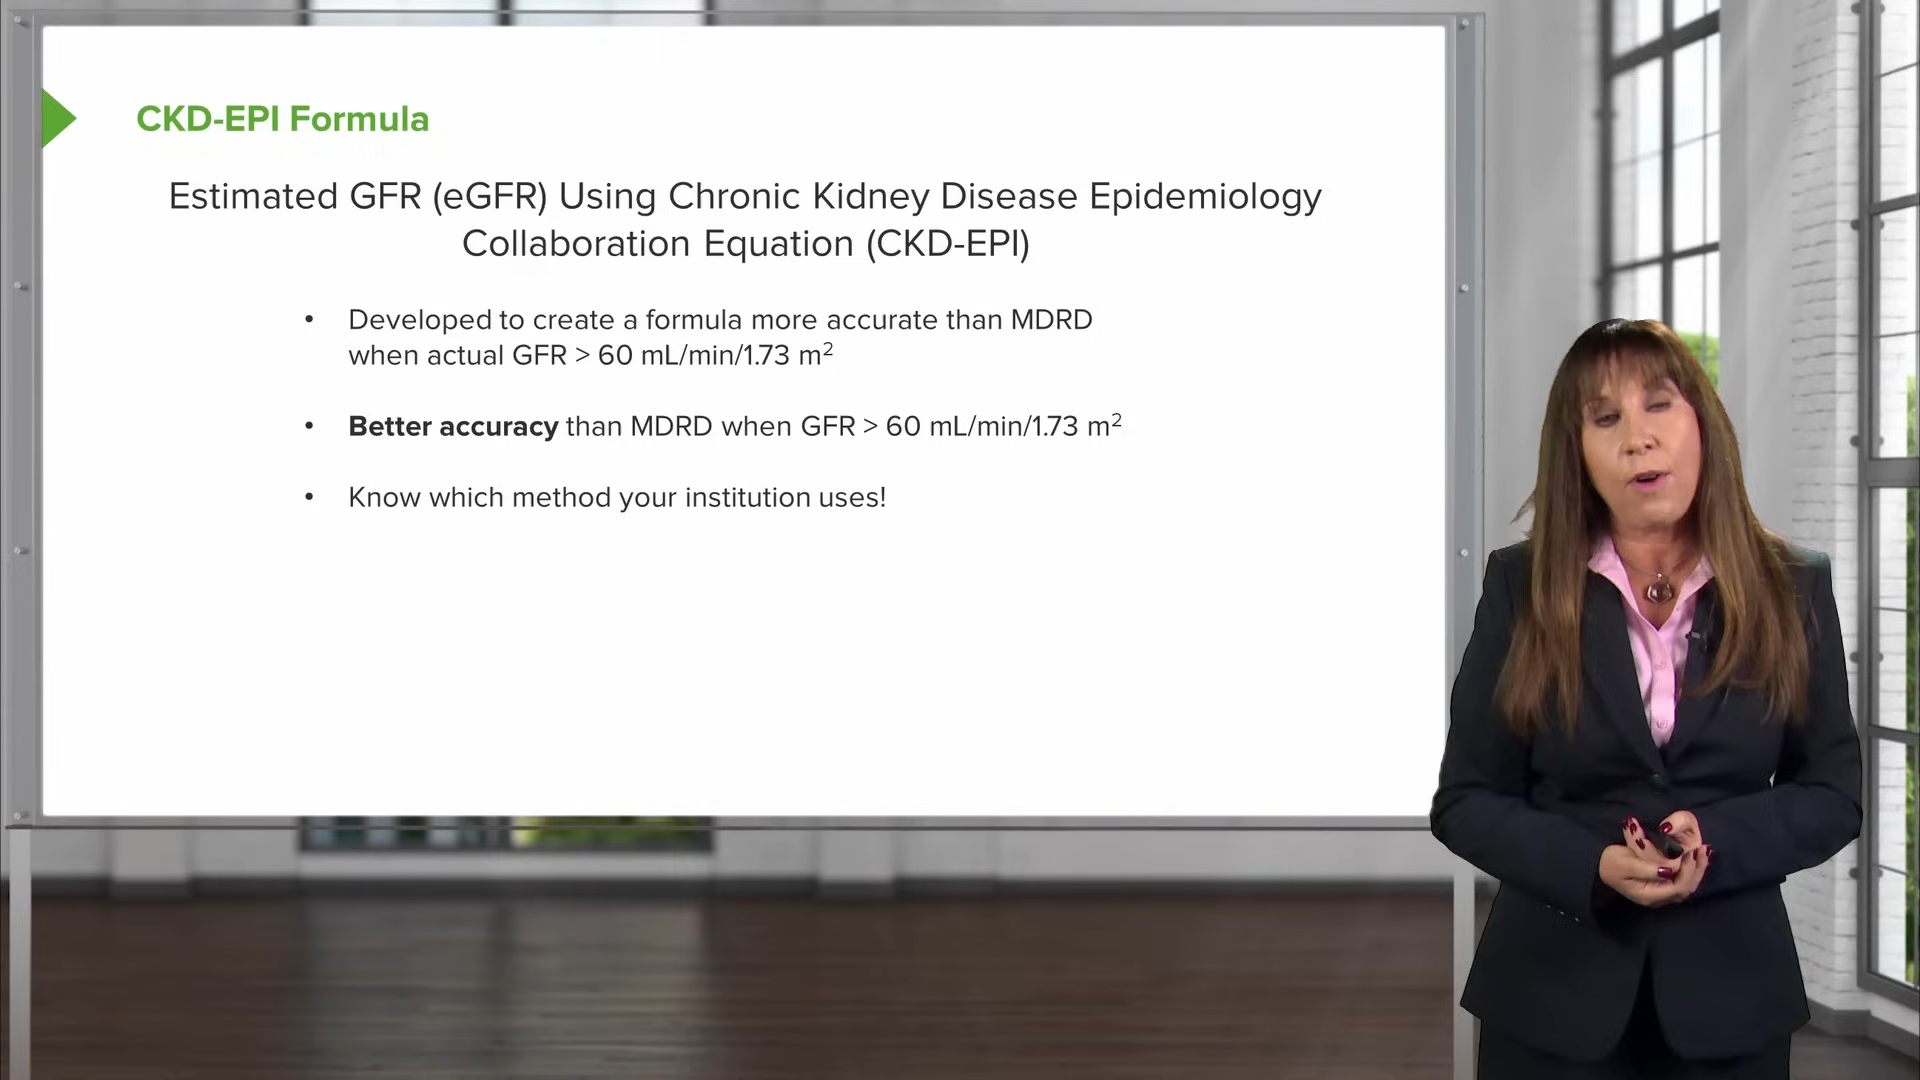 CKD-EPI Formula
Estimated GFR (eGFR) Using Chronic Kidney Disease Epidemiology
Collaboration Equation (CKD-EPI)
• Developed to create a formula more accurate than MDRD
when actual GFR > 60 mL/min/1.73 m²
• Better accuracy than MDRD when GFR > 60 mL/min/1.73 m²
• Know which method your institution uses!